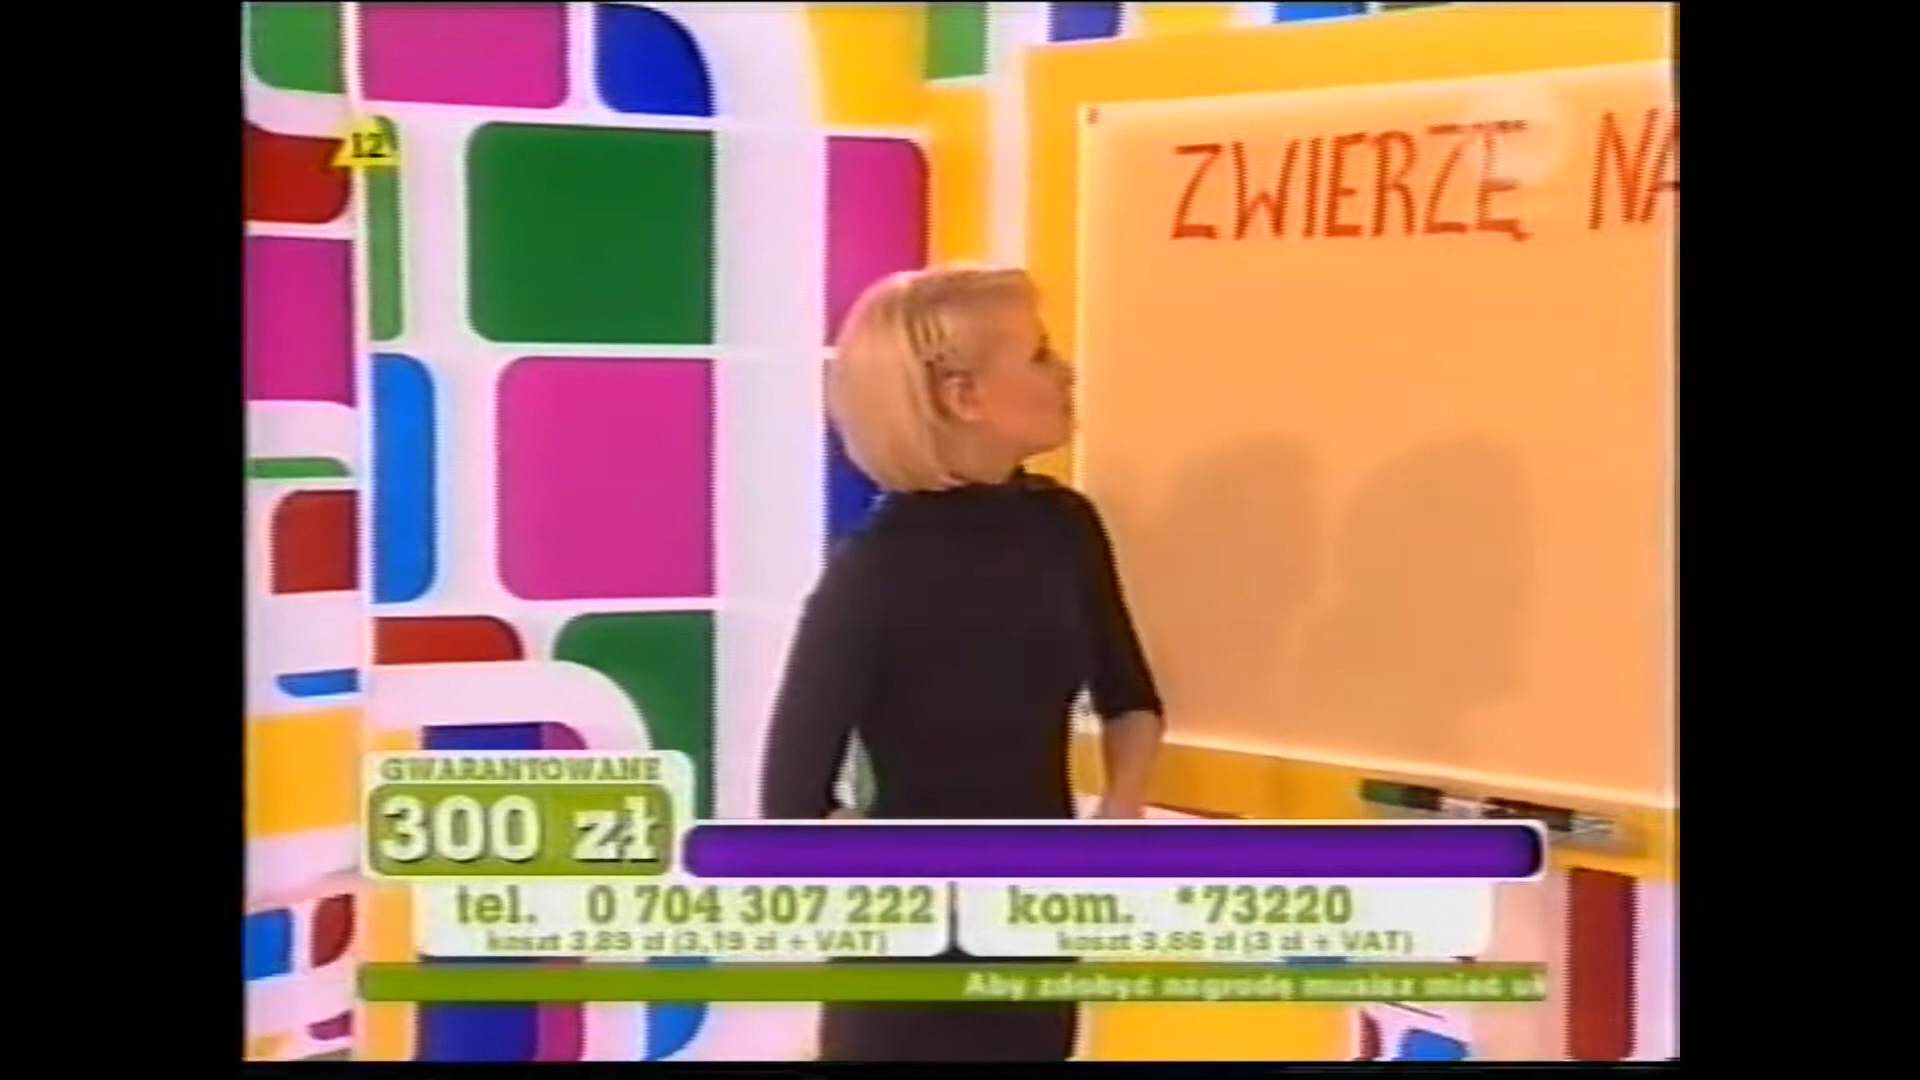 12
ZWIERZĘ NA
GWARANTOWANE
300 zł
tel. 0 704 307 222
kom. *73220
koszt 3,89 zł (3,19 zł + VAT)
koszt 3,66 zł (3 zł + VAT)
Aby zdobyć nagrodę musisz mieć uk